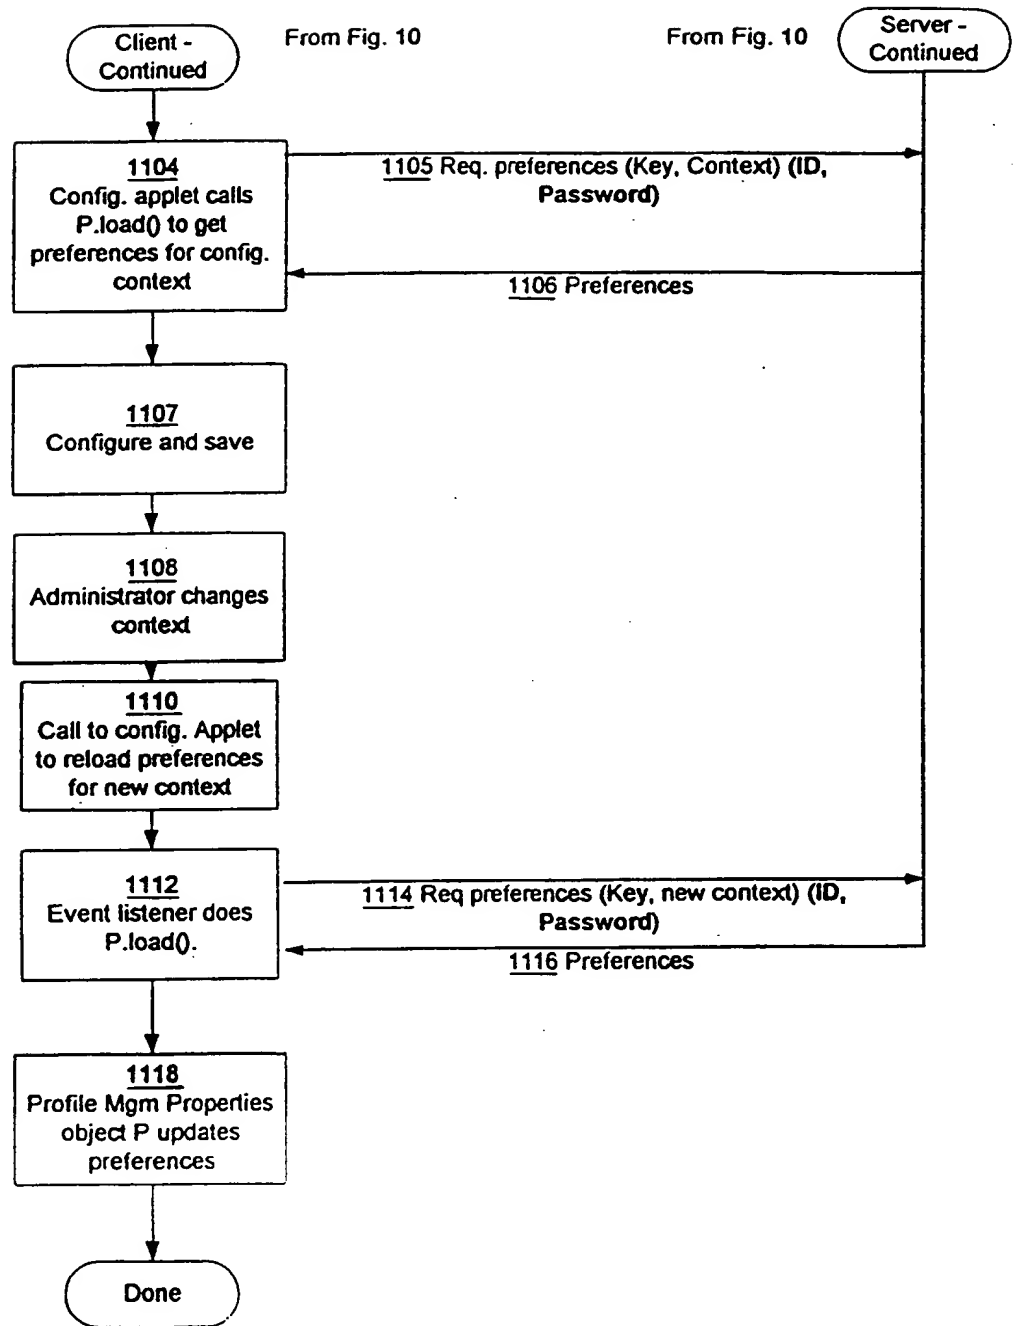 Client -
Continued
From Fig. 10
From Fig. 10
Server -
Continued
1104
Config. applet calls
P.load() to get
preferences for config.
context
1105 Req. preferences (Key, Context) (ID,
Password)
1106 Preferences
1107
Configure and save
1108
Administrator changes
context
1110
Call to config. Applet
to reload preferences
for new context
1112
Event listener does
P.load().
1114 Req preferences (Key, new context) (ID,
Password)
1116 Preferences
1118
Profile Mgm Properties
object P updates
preferences
Done